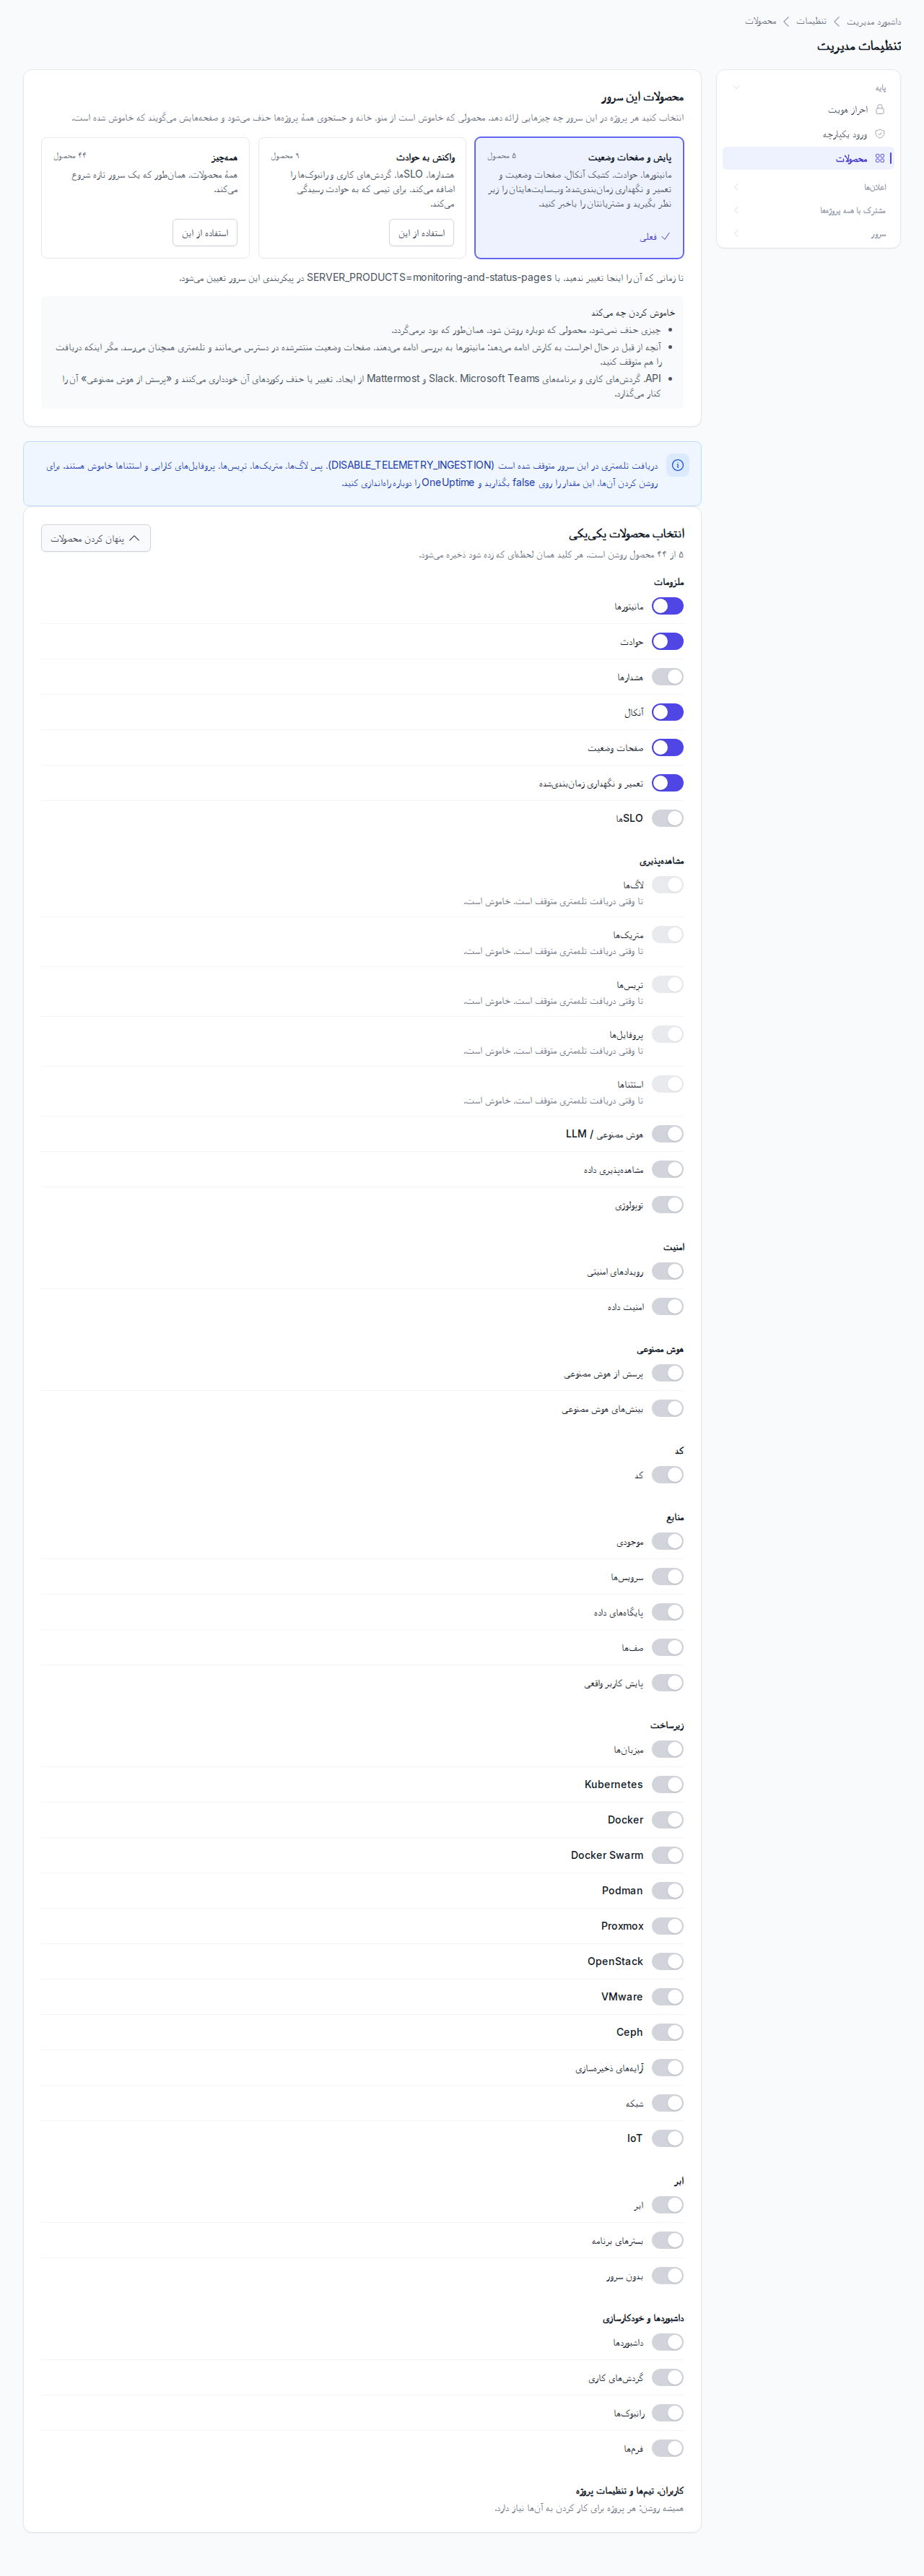 داشبورد مدیریت
تنظیمات
محصولات
تنظیمات مدیریت
پایه
احراز هویت
ورود یکپارچه
محصولات
اعلان‌ها
مشترک با همه پروژه‌ها
سرور
محصولات این سرور
انتخاب کنید هر پروژه در این سرور چه چیزهایی ارائه دهد. محصولی که خاموش است از منو، خانه و جستجوی همهٔ پروژه‌ها حذف می‌شود و صفحه‌هایش می‌گویند که خاموش شده است.
پایش و صفحات وضعیت
۵ محصول
مانیتورها، حوادث، کشیک آنکال، صفحات وضعیت و
تعمیر و نگهداری زمان‌بندی‌شده: وب‌سایت‌هایتان را زیر
نظر بگیرید و مشتریانتان را باخبر کنید.
فعلی
واکنش به حوادث
۹ محصول
هشدارها، SLOها، گردش‌های کاری و رانبوک‌ها را
اضافه می‌کند، برای تیمی که به حوادث رسیدگی
می‌کند.
استفاده از این
همه‌چیز
۴۴ محصول
همهٔ محصولات، همان‌طور که یک سرور تازه شروع
می‌کند.
استفاده از این
تا زمانی که آن را اینجا تغییر ندهید، با SERVER_PRODUCTS=monitoring-and-status-pages در پیکربندی این سرور تعیین می‌شود.
خاموش کردن چه می‌کند
چیزی حذف نمی‌شود. محصولی که دوباره روشن شود، همان‌طور که بود برمی‌گردد.
آنچه از قبل در حال اجراست به کارش ادامه می‌دهد: مانیتورها به بررسی ادامه می‌دهند، صفحات وضعیت منتشرشده در دسترس می‌مانند و تله‌متری همچنان می‌رسد، مگر اینکه دریافت
را هم متوقف کنید.
API، گردش‌های کاری و برنامه‌های Slack، Microsoft Teams و Mattermost از ایجاد، تغییر یا حذف رکوردهای آن خودداری می‌کنند و «پرسش از هوش مصنوعی» آن را
کنار می‌گذارد.
دریافت تله‌متری در این سرور متوقف شده است (DISABLE_TELEMETRY_INGESTION)، پس لاگ‌ها، متریک‌ها، تریس‌ها، پروفایل‌های کارایی و استثناها خاموش هستند. برای
روشن کردن آن‌ها، این مقدار را روی false بگذارید و OneUptime را دوباره راه‌اندازی کنید.
انتخاب محصولات یکی‌یکی
پنهان کردن محصولات
۵ از ۴۴ محصول روشن است. هر کلید همان لحظه‌ای که زده شود ذخیره می‌شود.
ملزومات
مانیتورها
حوادث
هشدارها
آنکال
صفحات وضعیت
تعمیر و نگهداری زمان‌بندی‌شده
SLOها
مشاهده‌پذیری
لاگ‌ها
تا وقتی دریافت تله‌متری متوقف است، خاموش است.
متریک‌ها
تا وقتی دریافت تله‌متری متوقف است، خاموش است.
تریس‌ها
تا وقتی دریافت تله‌متری متوقف است، خاموش است.
پروفایل‌ها
تا وقتی دریافت تله‌متری متوقف است، خاموش است.
استثناها
تا وقتی دریافت تله‌متری متوقف است، خاموش است.
هوش مصنوعی / LLM
مشاهده‌پذیری داده
توپولوژی
امنیت
رویدادهای امنیتی
امنیت داده
هوش مصنوعی
پرسش از هوش مصنوعی
بینش‌های هوش مصنوعی
کد
کد
منابع
موجودی
سرویس‌ها
پایگاه‌های داده
صف‌ها
پایش کاربر واقعی
زیرساخت
میزبان‌ها
Kubernetes
Docker
Docker Swarm
Podman
Proxmox
OpenStack
VMware
Ceph
آرایه‌های ذخیره‌سازی
شبکه
IoT
ابر
ابر
بسترهای برنامه
بدون سرور
داشبوردها و خودکارسازی
داشبوردها
گردش‌های کاری
رانبوک‌ها
فرم‌ها
کاربران، تیم‌ها و تنظیمات پروژه
همیشه روشن: هر پروژه برای کار کردن به آن‌ها نیاز دارد.